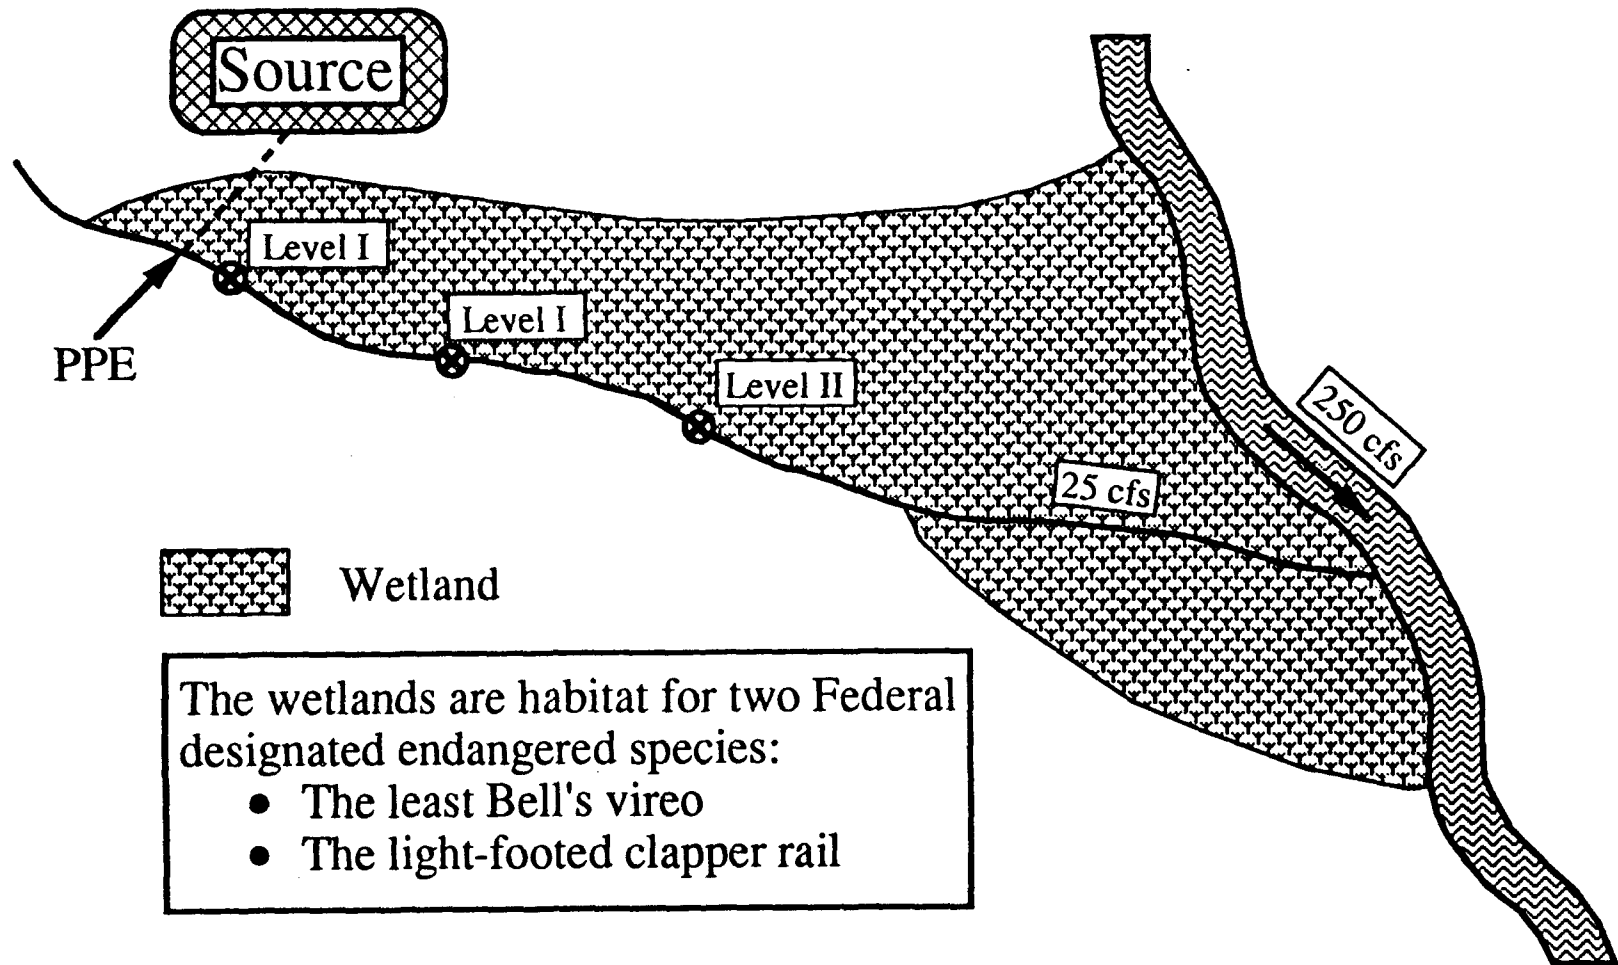 Source
Level I
PPE
Level I
Level II
250 cfs
25 cfs
Wetland
The wetlands are habitat for two Federal
designated endangered species:
• The least Bell's vireo
• The light-footed clapper rail